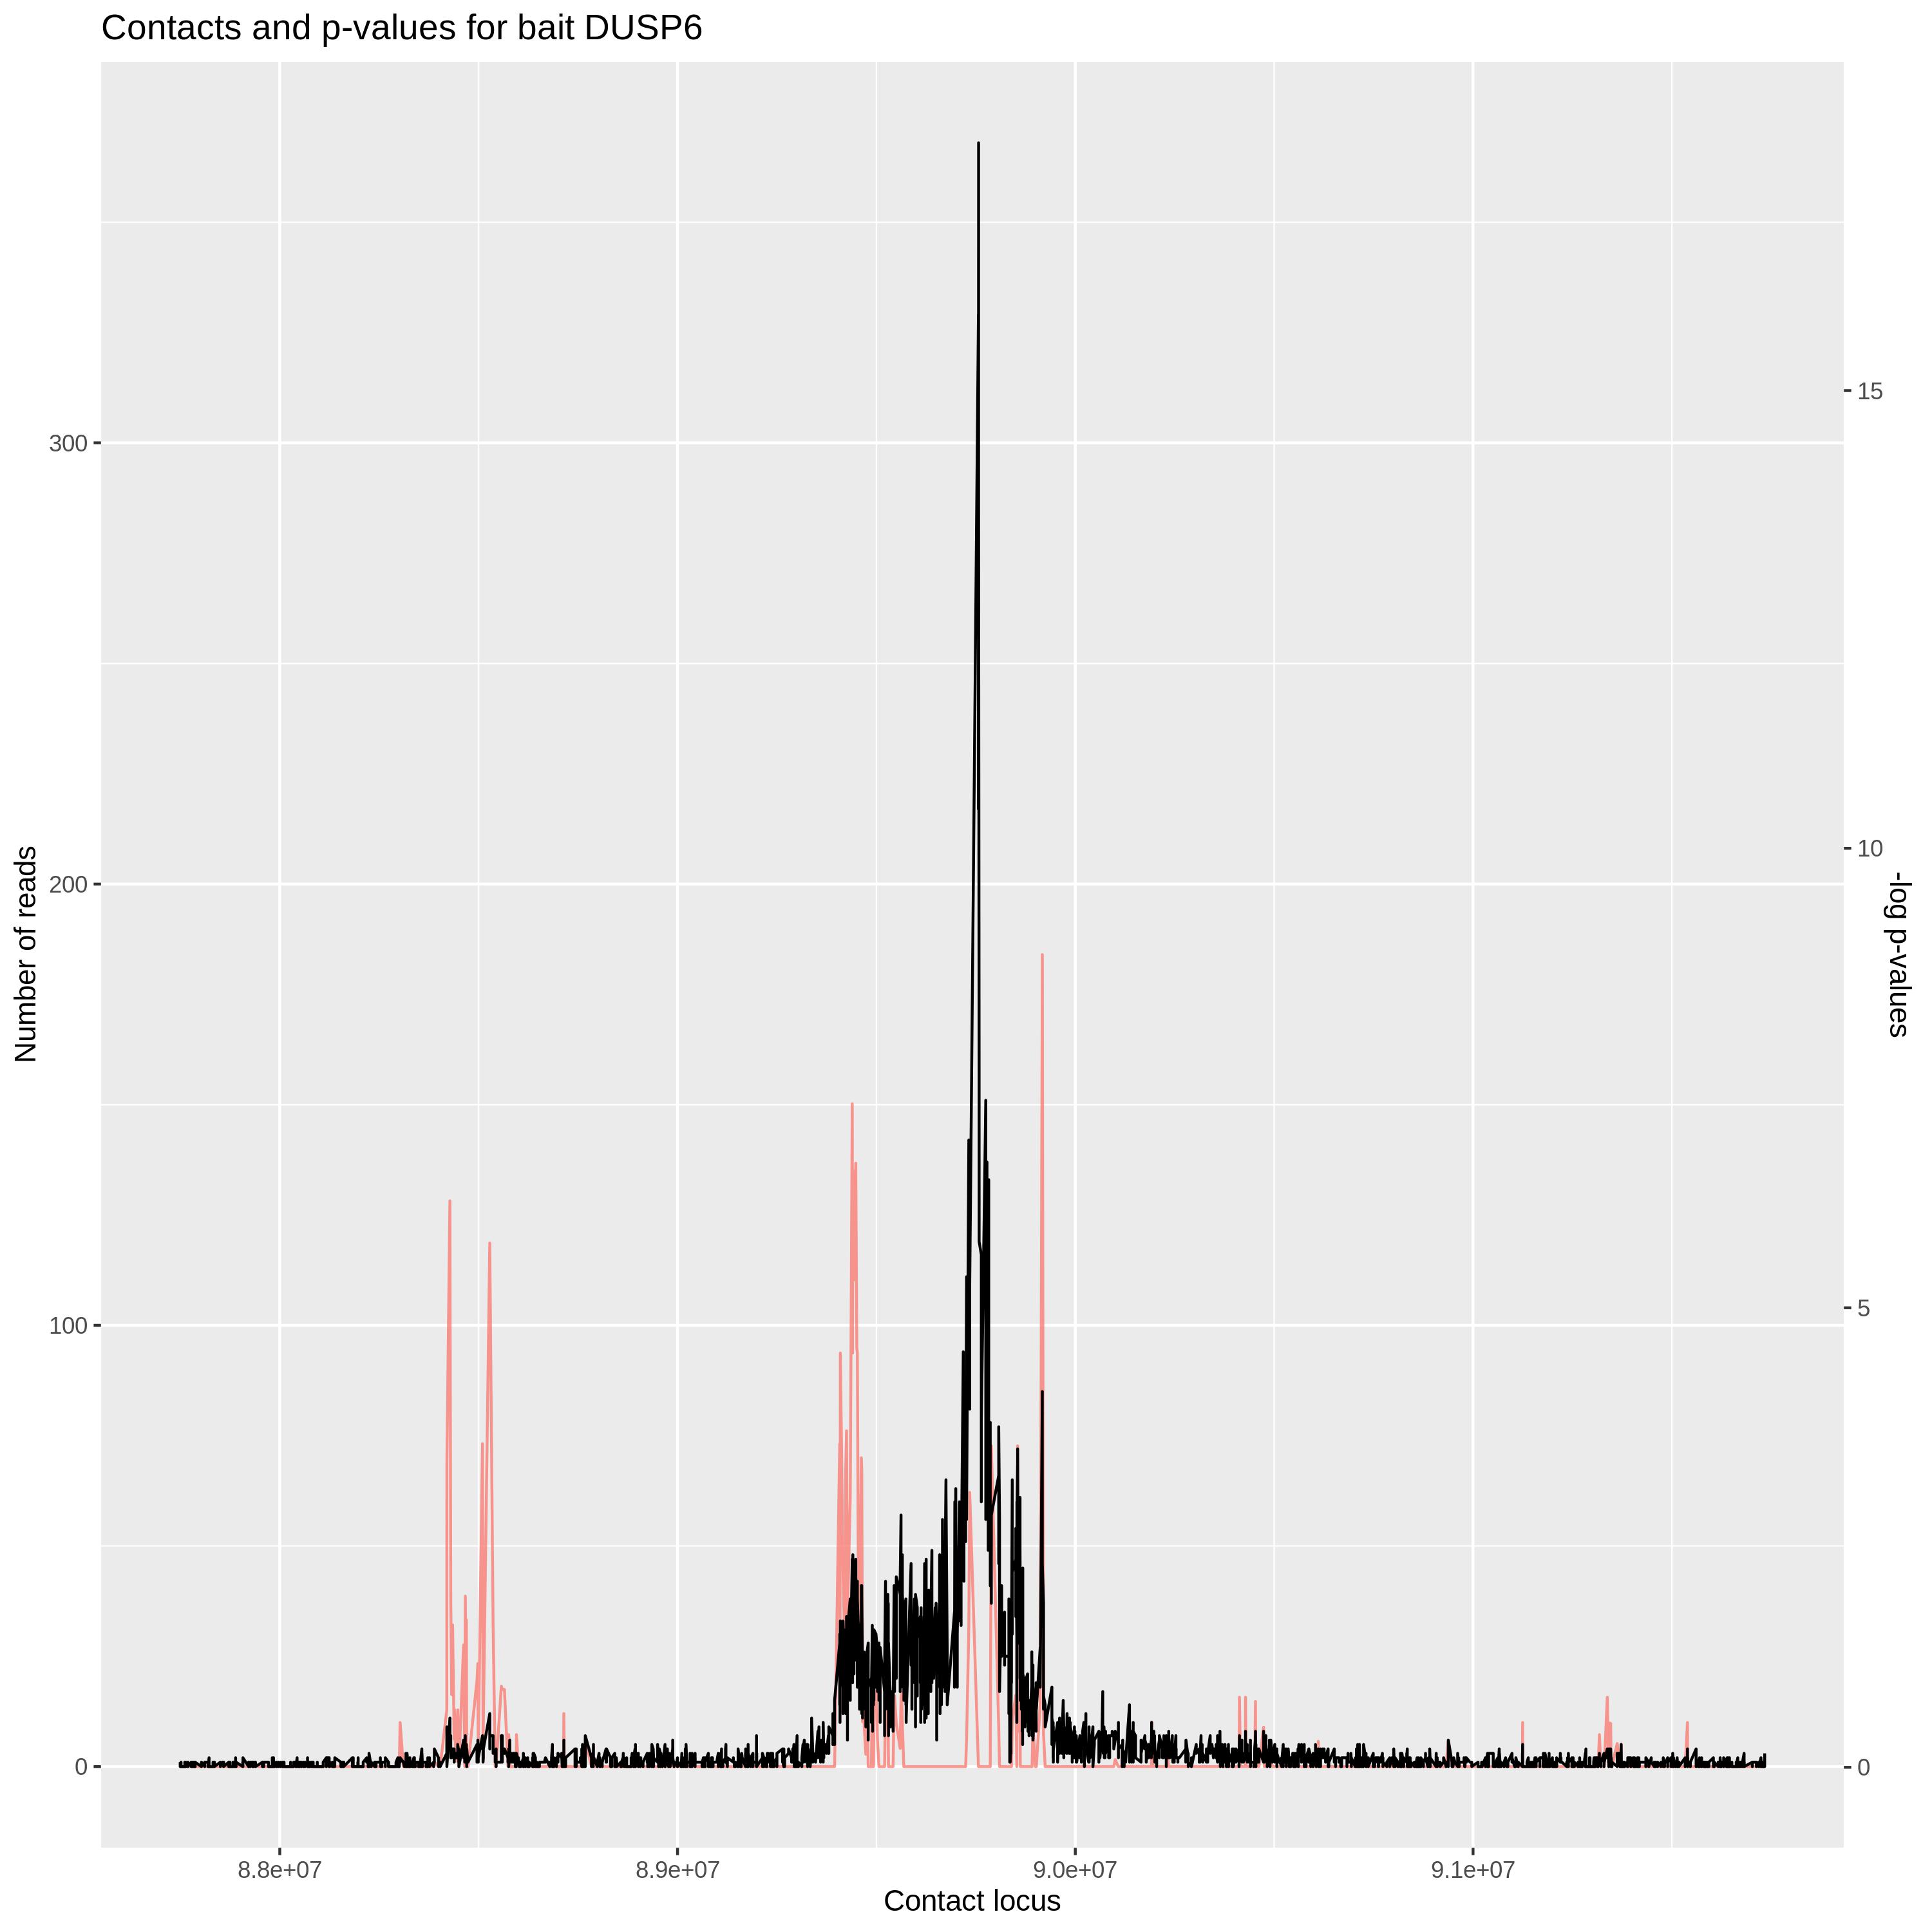 Contacts and p-values for bait DUSP6
Number of reads
300
200
100
0
15
10
5
0
-log p-values
8.8e+07 8.9e+07 9.0e+07 9.1e+07
Contact locus